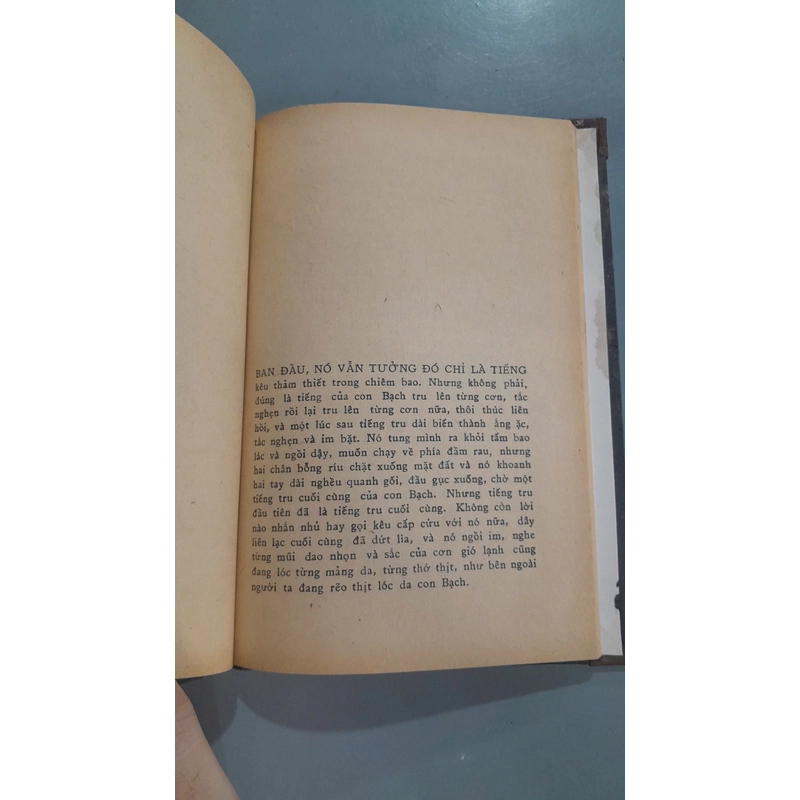 BAN ĐẦU, NÓ VẪN TƯỞNG ĐÓ CHỈ LÀ TIẾNG
kêu thảm thiết trong chiêm bao. Nhưng không phải,
đúng là tiếng của con Bạch tru lên từng cơn, tắc
nghẹn rồi lại tru lên từng cơn nữa, thôi thúc liên
hồi, và một lúc sau tiếng tru dài biến thành ằng ặc,
tắc nghẹn và im bặt. Nó tung mình ra khỏi tấm bao
lác và ngồi dậy, muốn chạy về phía đầm rau, nhưng
hai chân bỗng ríu chặt xuống mặt đất và nó khoanh
hai tay dài nghều quanh gối, đầu gục xuống, chờ một
tiếng tru cuối cùng của con Bạch. Nhưng tiếng tru
đầu tiên đã là tiếng tru cuối cùng. Không còn lời
nào nhắn nhủ hay gọi kêu cấp cứu với nó nữa, dây
liên lạc cuối cùng đã dứt lìa, và nó ngồi im, nghe
từng mũi dao nhọn và sắc của cơn gió lạnh cũng
đang lóc từng mảng da, từng thớ thịt, như bên ngoài
người ta đang rẽo thịt lóc da con Bạch.